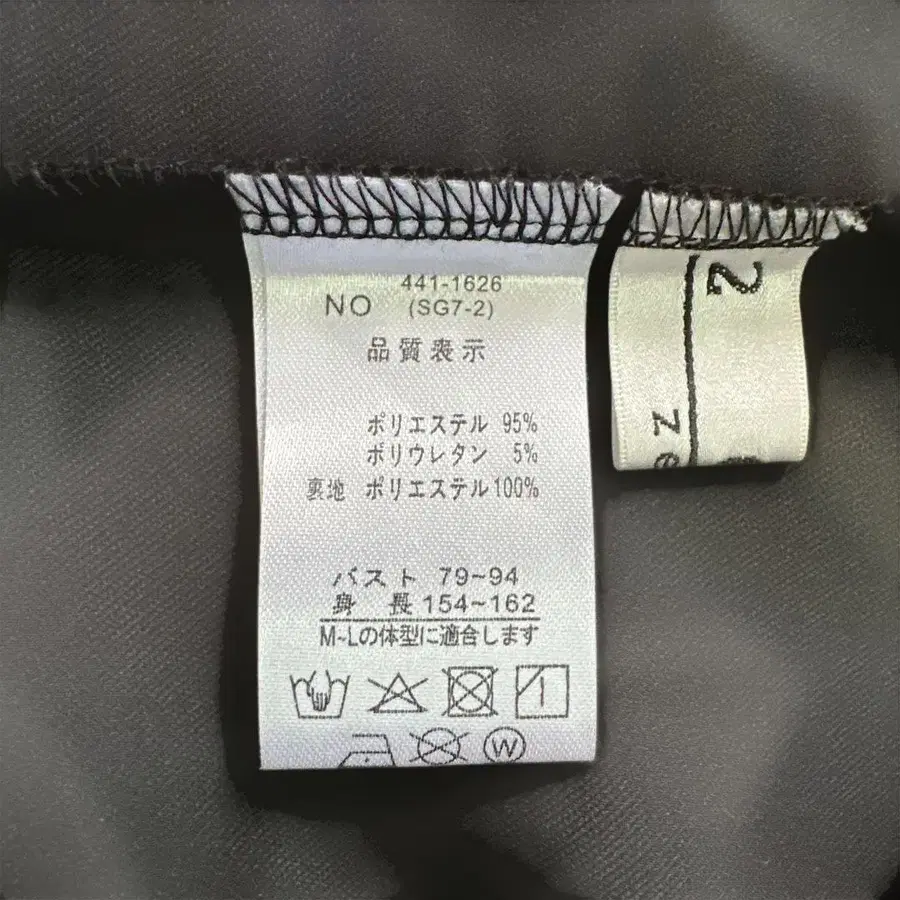 441-1626
NO (SG7-2)
品質表示
ポリエステル 95%
ポリウレタン 5%
裏地 ポリエステル100%
バスト 79~94
身 長 154~162
M~Lの体型に適合します
W
2
ze